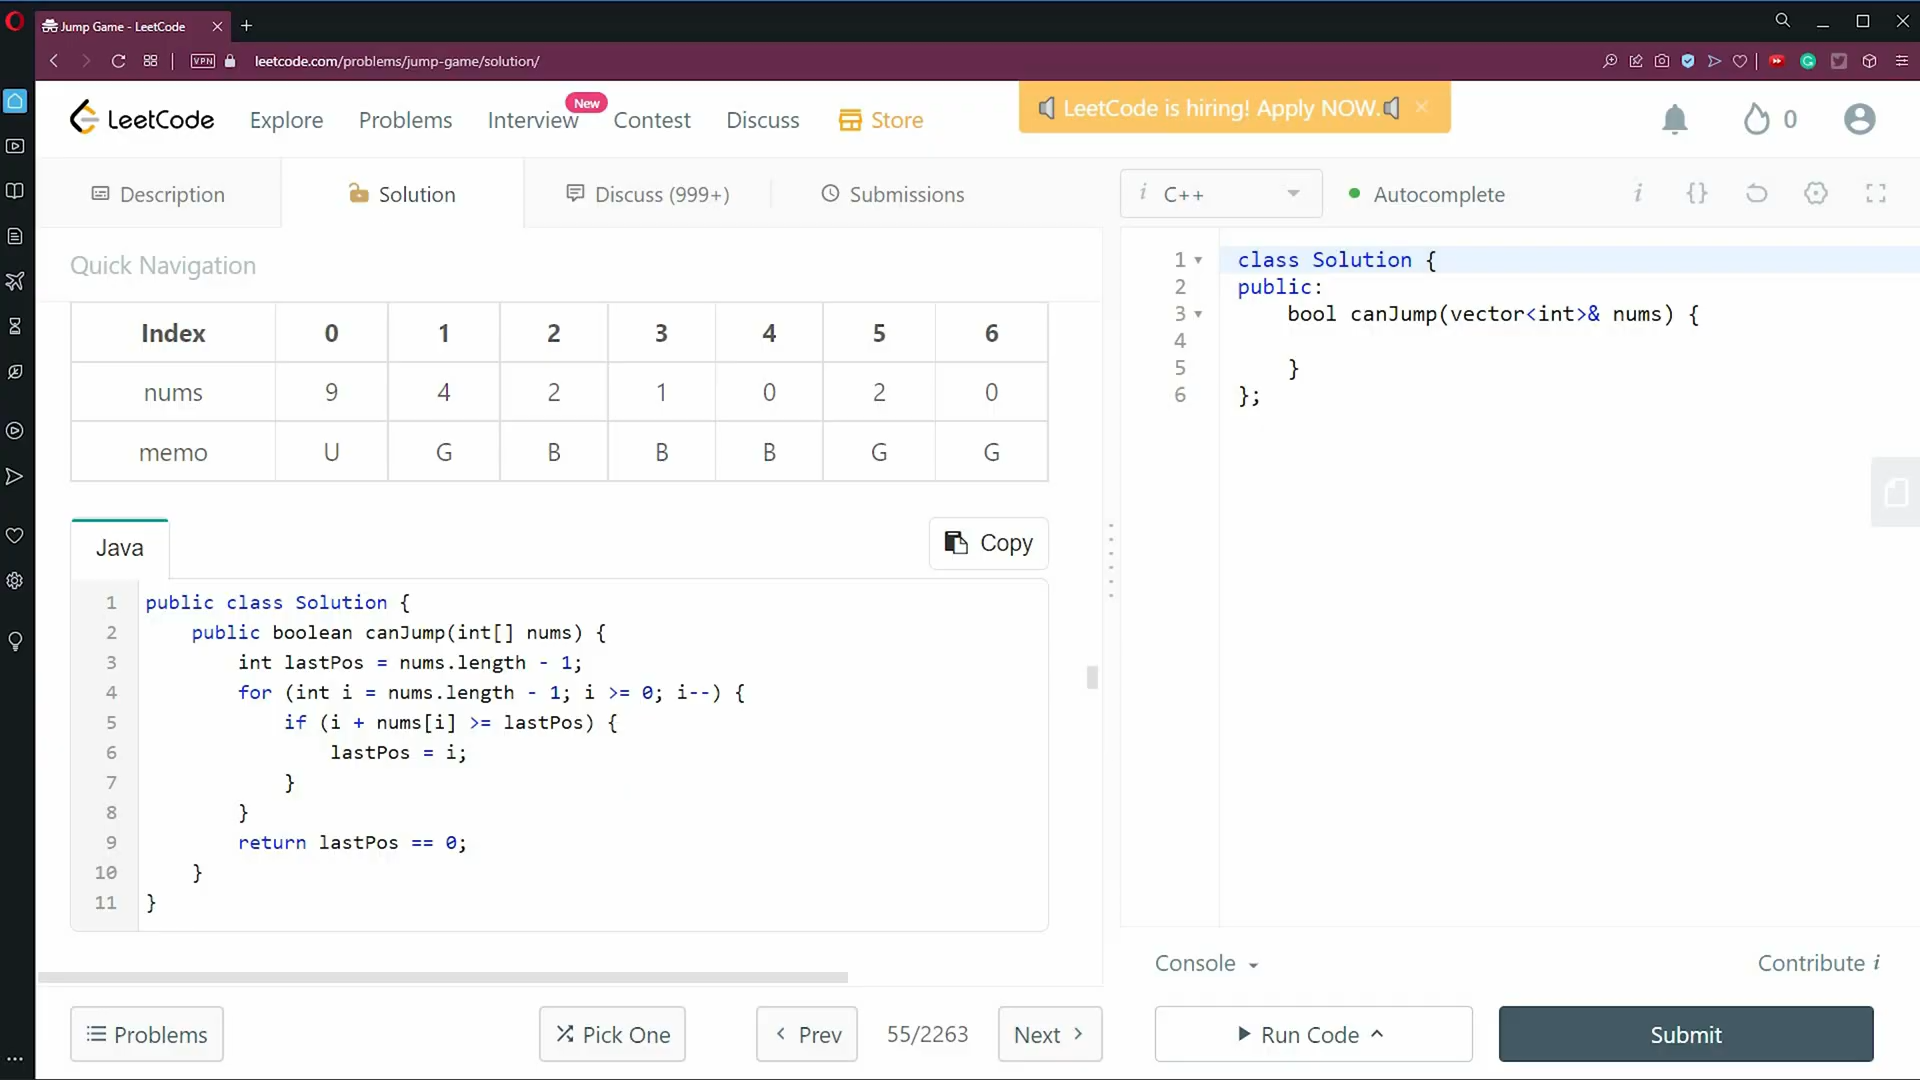 Jump Game - LeetCode
VPN
leetcode.com/problems/jump-game/solution/
LeetCode
Explore
Problems
Interview
New
Contest
Discuss
Store
LeetCode is hiring! Apply NOW.
0
Description
Solution
Discuss (999+)
Submissions
i C++
Autocomplete
i {}
Quick Navigation
Index 0 1 2 3 4 5 6
nums 9 4 2 1 0 2 0
memo U G B B B G G
Java
Copy
1 public class Solution {
2 public boolean canJump(int[] nums) {
3 int lastPos = nums.length - 1;
4 for (int i = nums.length - 1; i >= 0; i--) {
5 if (i + nums[i] >= lastPos) {
6 lastPos = i;
7 }
8 }
9 return lastPos == 0;
10 }
11 }
1 class Solution {
2 public:
3 bool canJump(vector<int>& nums) {
4
5 }
6 };
Console
Contribute i
Problems
Pick One
Prev
55/2263
Next
Run Code
Submit